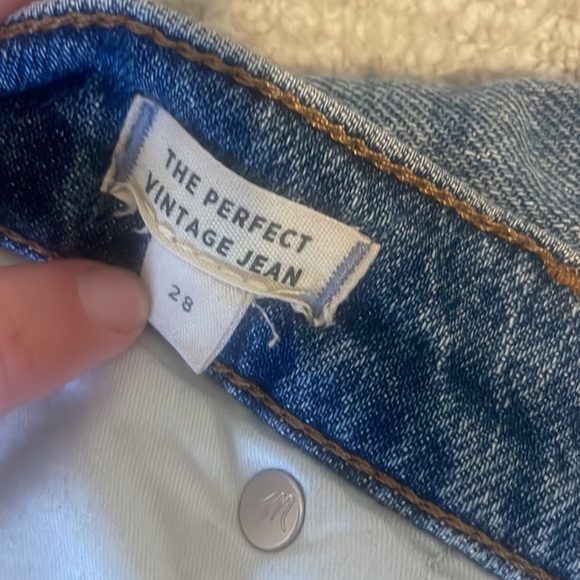 THE PERFECT
VINTAGE JEAN
28
M